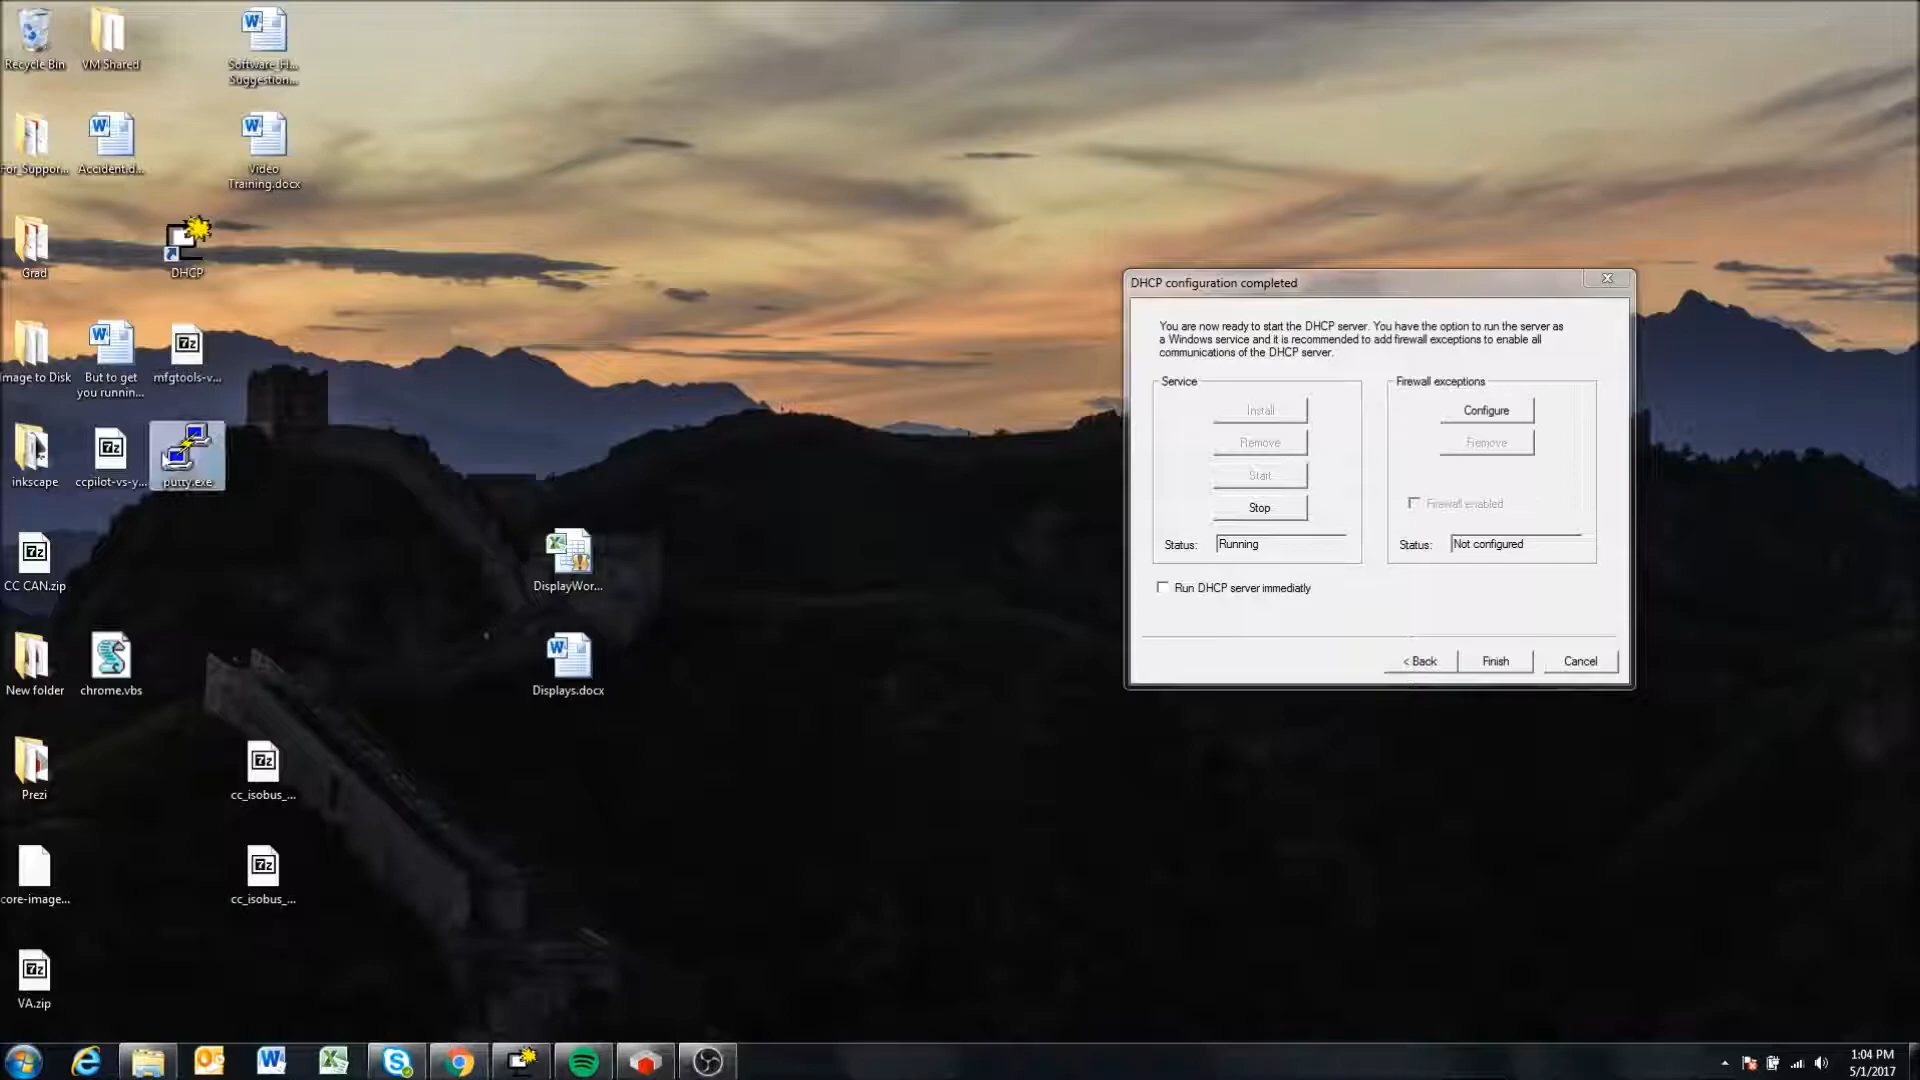 Recycle Bin
VM Shared
Software_H...
Suggestion...
For_Suppor...
Accident.d...
Video
Training.docx
Grad
DHCP
Image to Disk
But to get
you runnin...
mfgtools-v...
inkscape
ccpilot-vs-y...
putty.exe
CC CAN.zip
DisplayWor...
New folder
chrome.vbs
Displays.docx
Prezi
cc_isobus_...
core-image...
cc_isobus_...
VA.zip
DHCP configuration completed
You are now ready to start the DHCP server. You have the option to run the server as
a Windows service and it is recommended to add firewall exceptions to enable all
communications of the DHCP server.
Service
Install
Remove
Start
Stop
Status: Running
Firewall exceptions
Configure
Remove
Firewall enabled
Status: Not configured
Run DHCP server immediatly
< Back
Finish
Cancel
1:04 PM
5/1/2017